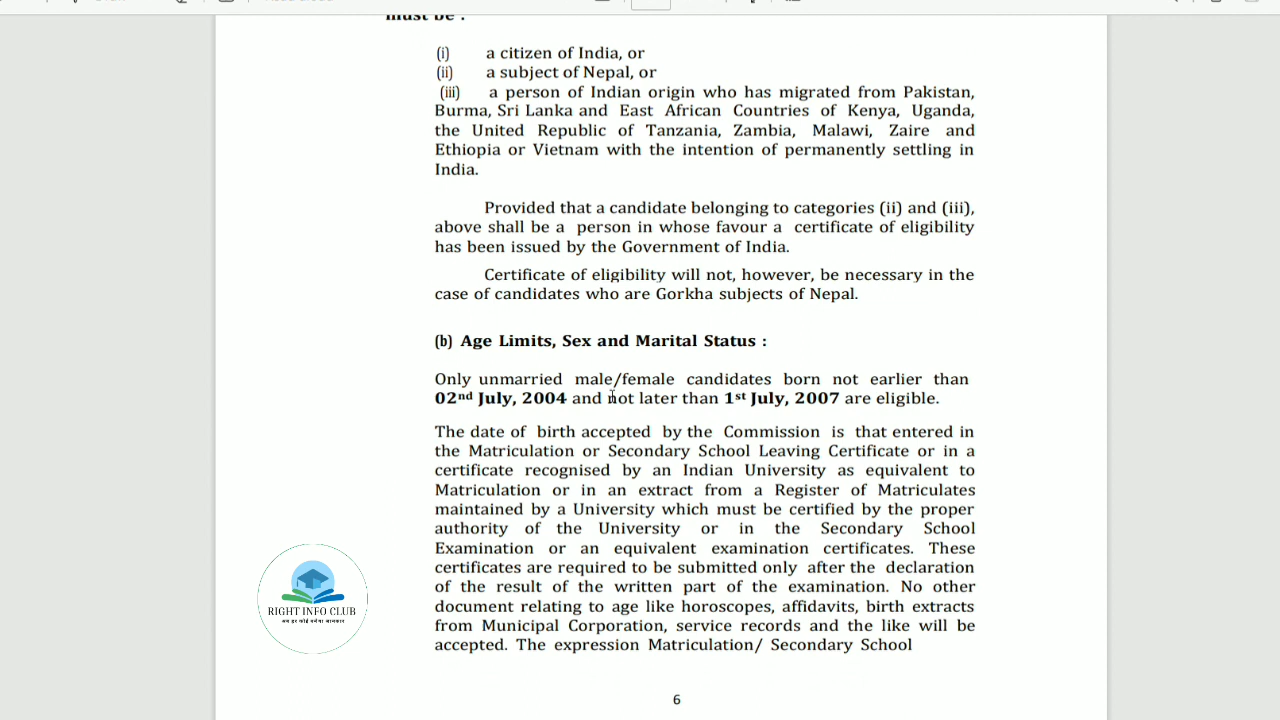 must be :
(i) a citizen of India, or
(ii) a subject of Nepal, or
(iii) a person of Indian origin who has migrated from Pakistan,
Burma, Sri Lanka and East African Countries of Kenya, Uganda,
the United Republic of Tanzania, Zambia, Malawi, Zaire and
Ethiopia or Vietnam with the intention of permanently settling in
India.
Provided that a candidate belonging to categories (ii) and (iii),
above shall be a person in whose favour a certificate of eligibility
has been issued by the Government of India.
Certificate of eligibility will not, however, be necessary in the
case of candidates who are Gorkha subjects of Nepal.
(b) Age Limits, Sex and Marital Status :
Only unmarried male/female candidates born not earlier than
02nd July, 2004 and not later than 1st July, 2007 are eligible.
The date of birth accepted by the Commission is that entered in
the Matriculation or Secondary School Leaving Certificate or in a
certificate recognised by an Indian University as equivalent to
Matriculation or in an extract from a Register of Matriculates
maintained by a University which must be certified by the proper
authority of the University or in the Secondary School
Examination or an equivalent examination certificates. These
certificates are required to be submitted only after the declaration
of the result of the written part of the examination. No other
document relating to age like horoscopes, affidavits, birth extracts
from Municipal Corporation, service records and the like will be
accepted. The expression Matriculation/ Secondary School
RIGHT INFO CLUB
6